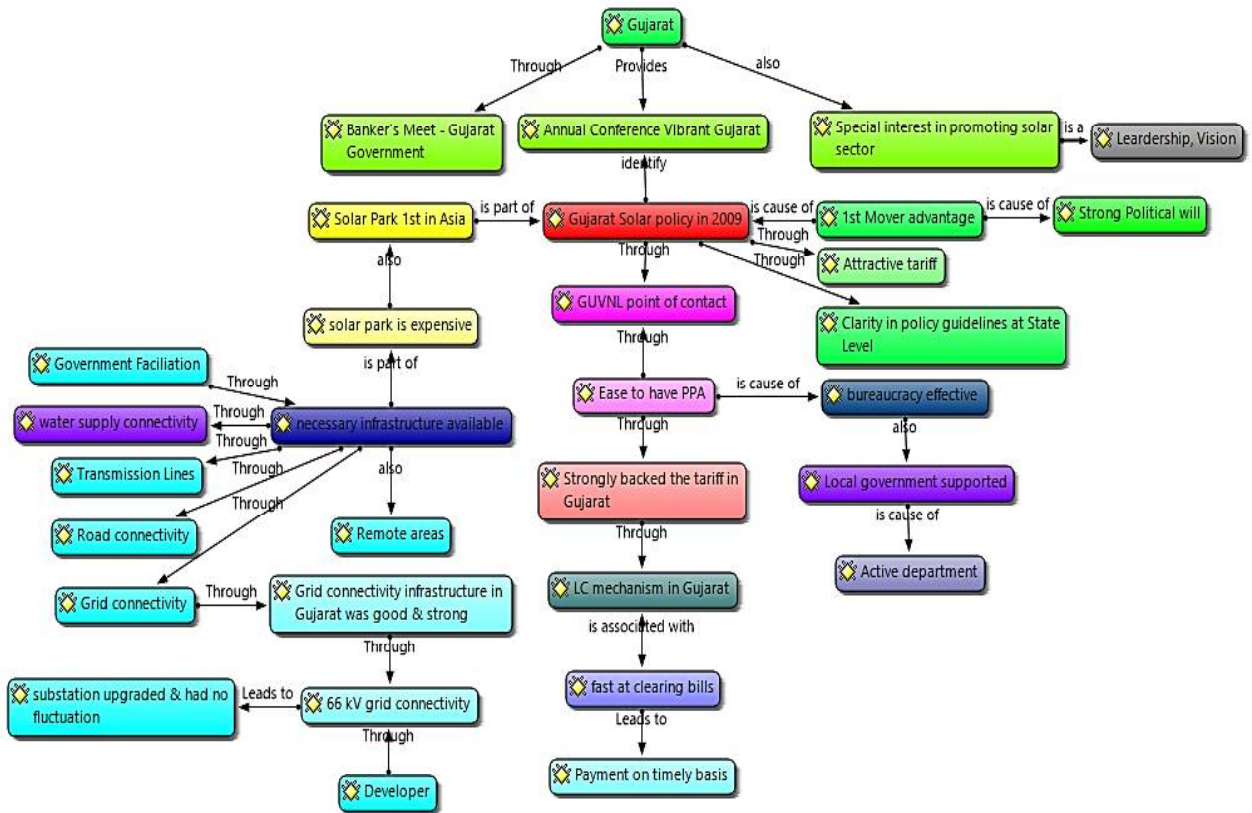 Gujarat
Through
Provides
also
Banker's Meet - Gujarat
Government
Annual Conference Vibrant Gujarat
Special interest in promoting solar
sector
is a
Leardership, Vision
identify
Solar Park 1st in Asia
is part of
Gujarat Solar policy in 2009
is cause of
1st Mover advantage
is cause of
Strong Political will
also
Through
Through
Through
Attractive tariff
GUVNL point of contact
Clarity in policy guidelines at State
Level
solar park is expensive
Through
is part of
Government Faciliation
Through
Ease to have PPA
is cause of
bureaucracy effective
water supply connectivity
Through
necessary infrastructure available
Through
also
Through
Through
also
Transmission Lines
Through
Strongly backed the tariff in
Gujarat
Local government supported
Road connectivity
Remote areas
Through
is cause of
Grid connectivity
Through
Grid connectivity infrastructure in
Gujarat was good & strong
LC mechanism in Gujarat
Active department
Through
is associated with
substation upgraded & had no
fluctuation
Leads to
66 kV grid connectivity
fast at clearing bills
Through
Leads to
Developer
Payment on timely basis